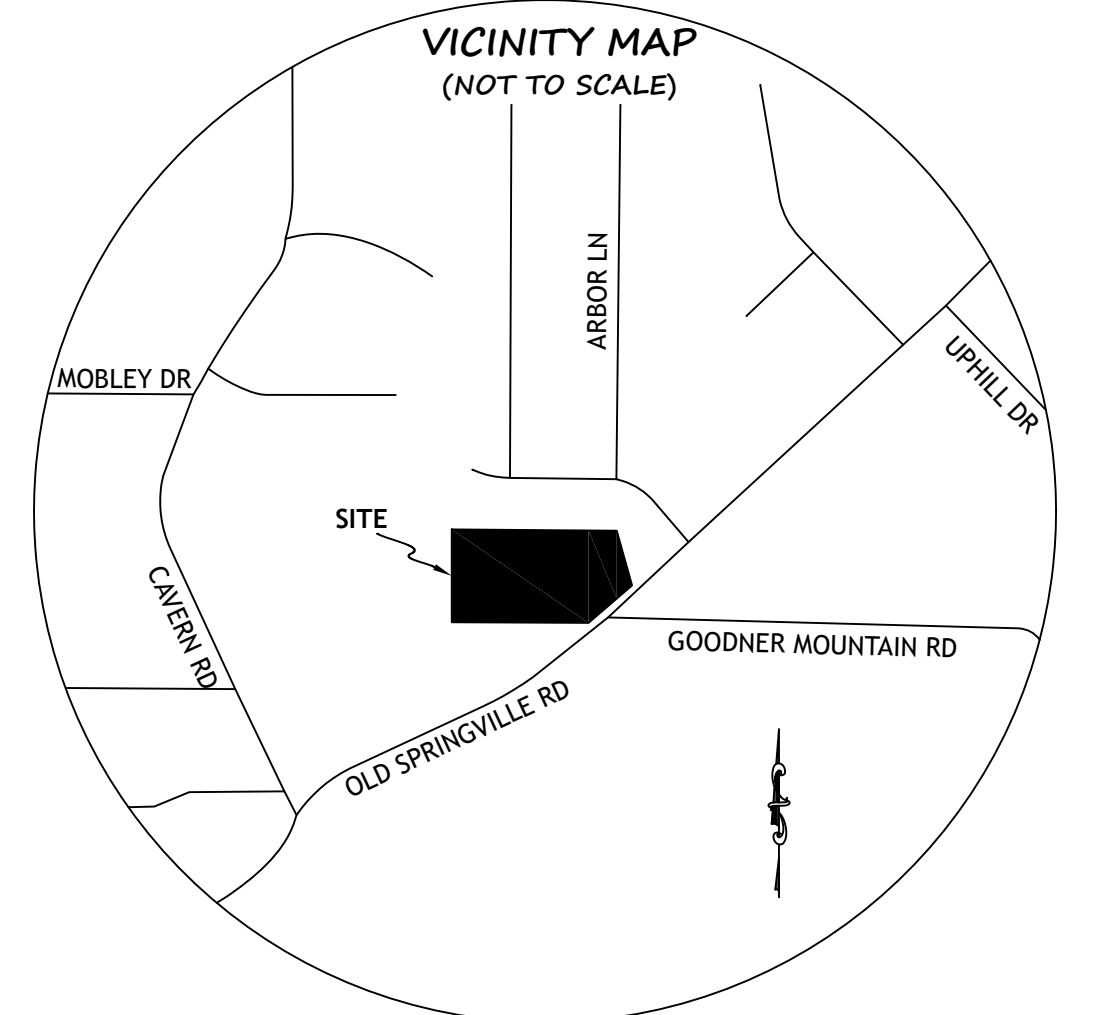 VICINITY MAP
(NOT TO SCALE)
ARBOR LN
MOBLEY DR
UPHILL DR
SITE
CAVERN RD
GOODNER MOUNTAIN RD
OLD SPRINGVILLE RD